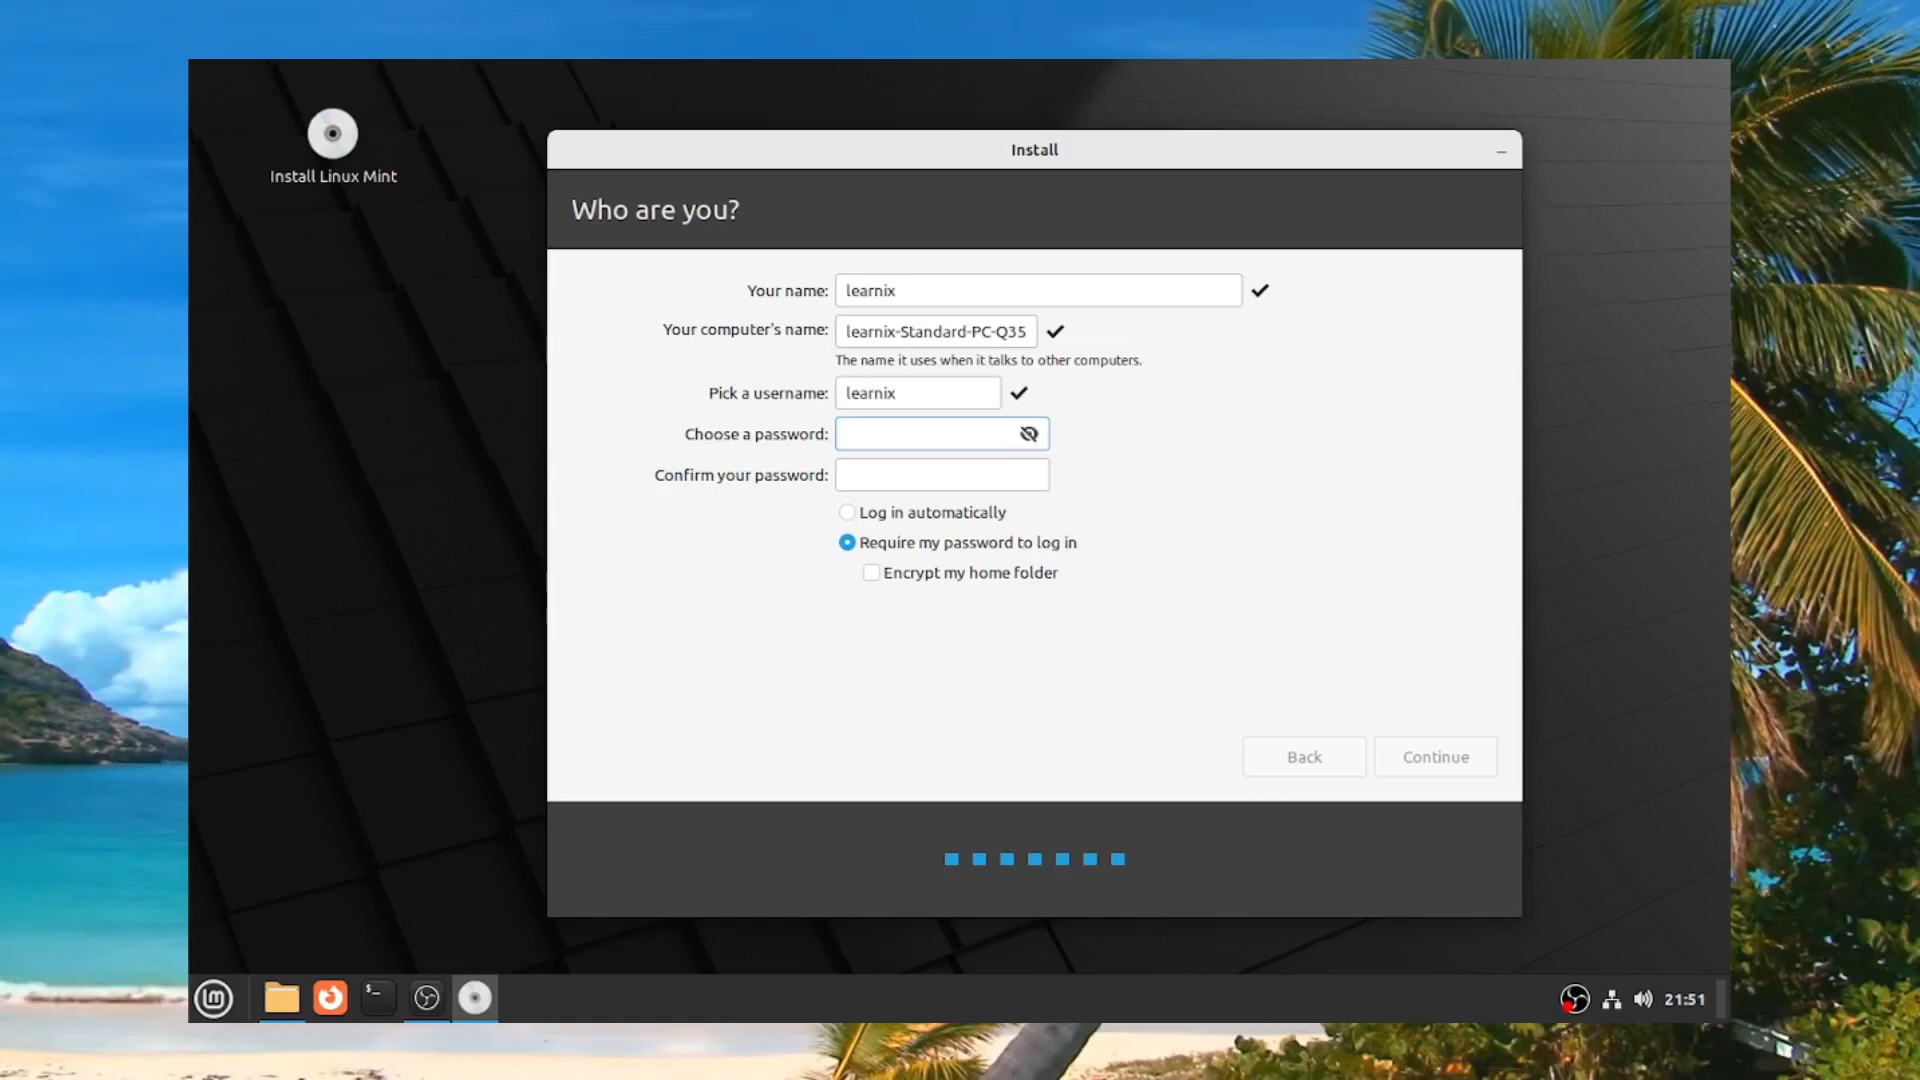 Install Linux Mint
Install
Who are you?
Your name: learnix
Your computer's name: learnix-Standard-PC-Q35
The name it uses when it talks to other computers.
Pick a username: learnix
Choose a password:
Confirm your password:
Log in automatically
Require my password to log in
Encrypt my home folder
Back Continue
$_
21:51